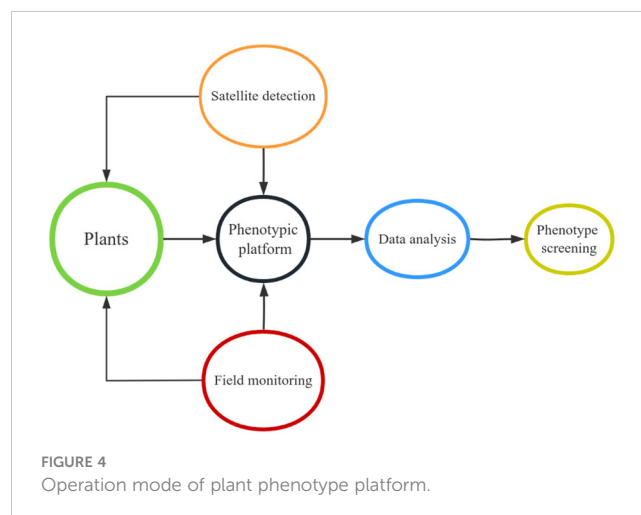 Satellite detection
Plants
Phenotypic
platform
Data analysis
Phenotype
screening
Field monitoring
FIGURE 4
Operation mode of plant phenotype platform.